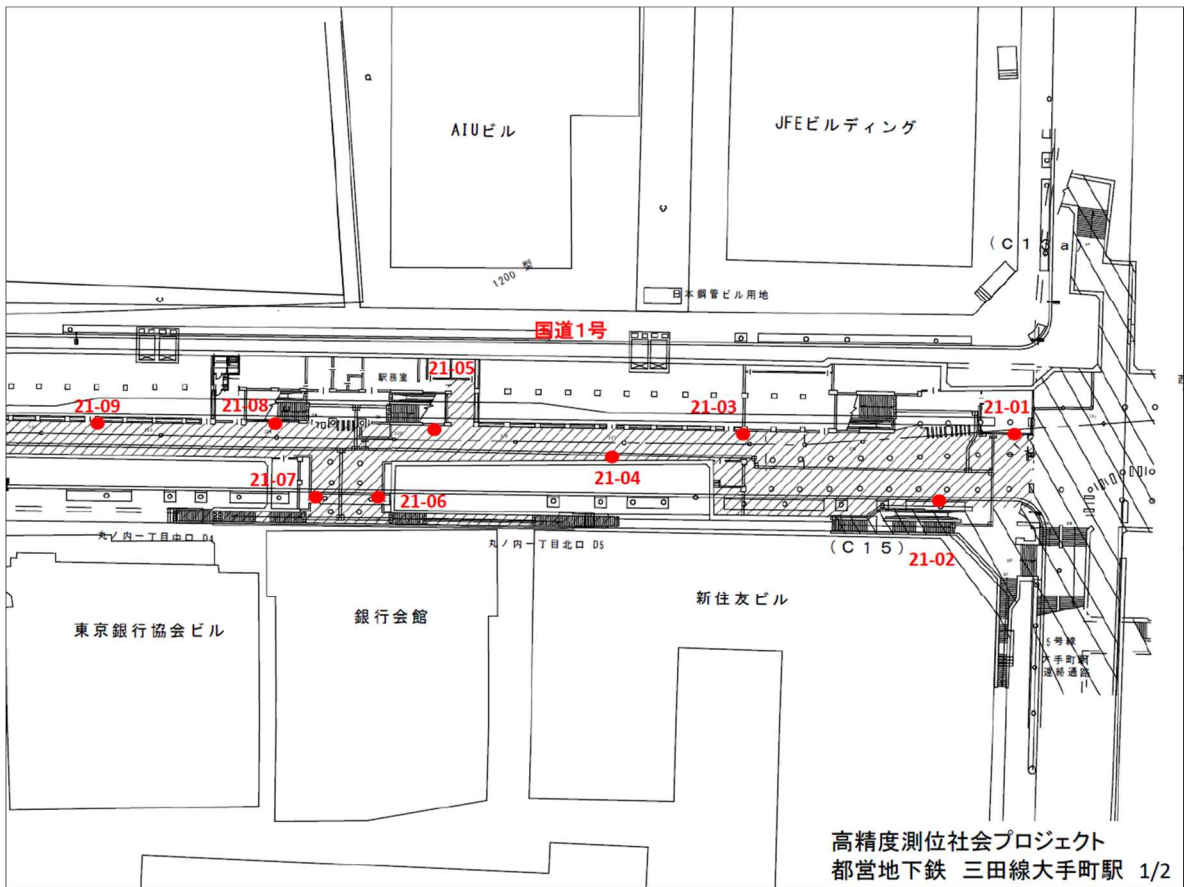 AIUビル
JFEビルディング
1200 型
日本鋼管ビル用地
国道1号
駅務室
21-05
21-09
21-08
21-03
21-01
21-04
21-07
21-06
丸ノ内一丁目中口 D4
丸ノ内一丁目北口 D5
(C15)
21-02
東京銀行協会ビル
銀行会館
新住友ビル
5号線
大手町駅
連絡通路
高精度測位社会プロジェクト
都営地下鉄 三田線大手町駅 1/2